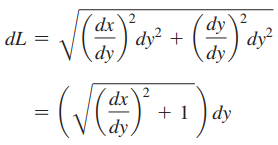 dL = √((dx/dy)² dy² + (dy/dy)² dy²)
= (√((dx/dy)² + 1)) dy